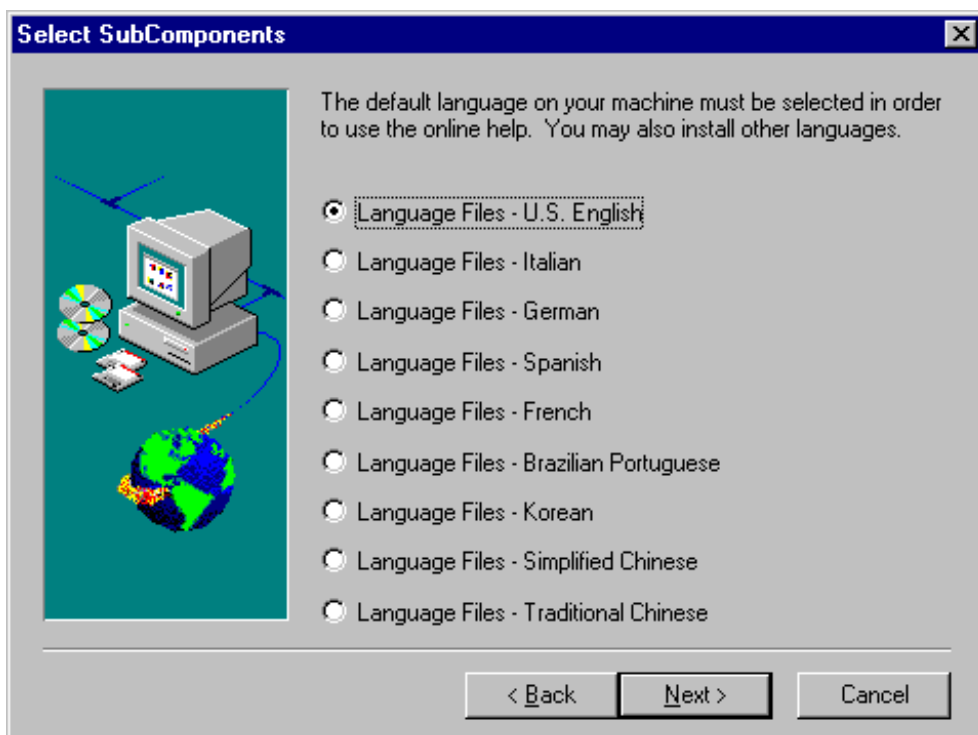 Select SubComponents
The default language on your machine must be selected in order
to use the online help.  You may also install other languages.
Language Files - U.S. English
Language Files - Italian
Language Files - German
Language Files - Spanish
Language Files - French
Language Files - Brazilian Portuguese
Language Files - Korean
Language Files - Simplified Chinese
Language Files - Traditional Chinese
< Back Next > Cancel